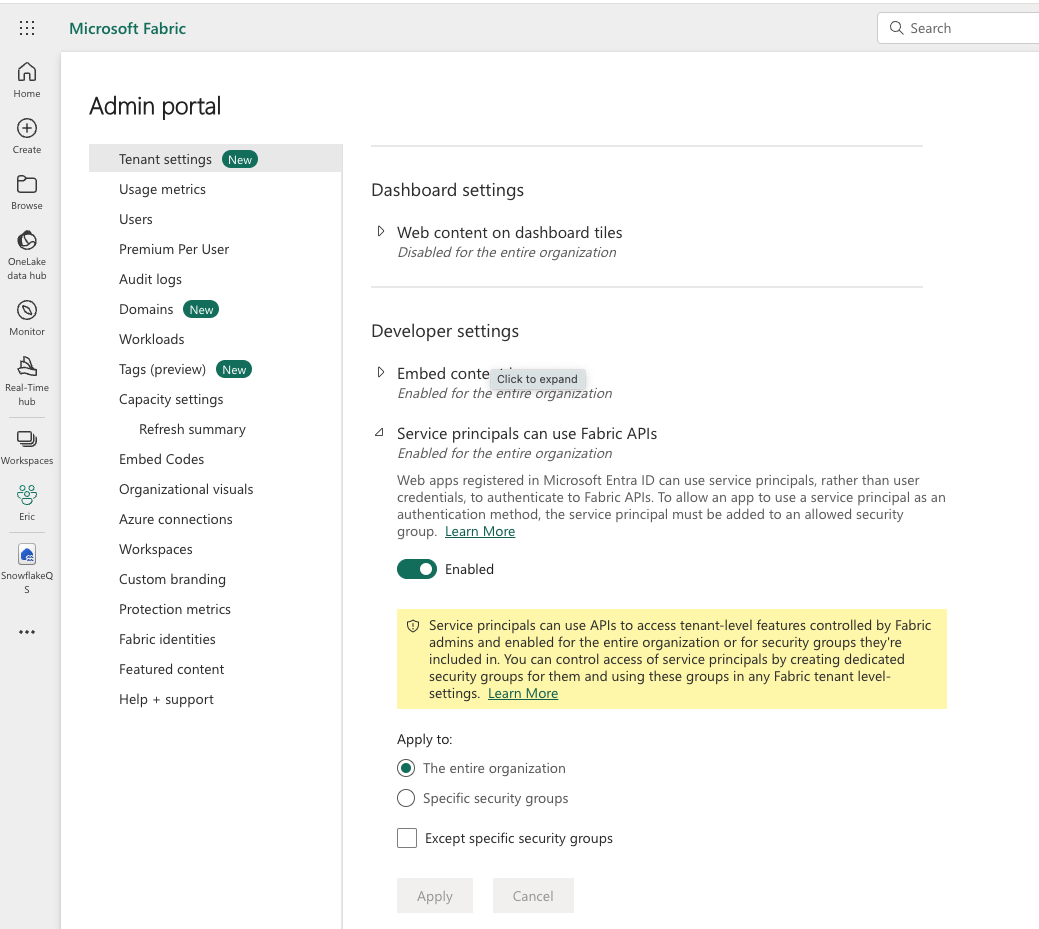 Microsoft Fabric
Search
Home
Create
Browse
OneLake
data hub
Monitor
Real-Time
hub
Workspaces
Eric
SnowflakeQ
S
Admin portal
Tenant settings New
Usage metrics
Users
Premium Per User
Audit logs
Domains New
Workloads
Tags (preview) New
Capacity settings
Refresh summary
Embed Codes
Organizational visuals
Azure connections
Workspaces
Custom branding
Protection metrics
Fabric identities
Featured content
Help + support
Dashboard settings
Web content on dashboard tiles
Disabled for the entire organization
Developer settings
Embed
Click to expand
Enabled for the entire organization
Service principals can use Fabric APIs
Enabled for the entire organization
Web apps registered in Microsoft Entra ID can use service principals, rather than user
credentials, to authenticate to Fabric APIs. To allow an app to use a service principal as an
authentication method, the service principal must be added to an allowed security
group. Learn More
Enabled
Service principals can use APIs to access tenant-level features controlled by Fabric
admins and enabled for the entire organization or for security groups they're
included in. You can control access of service principals by creating dedicated
security groups for them and using these groups in any Fabric tenant level-
settings. Learn More
Apply to:
The entire organization
Specific security groups
Except specific security groups
Apply
Cancel